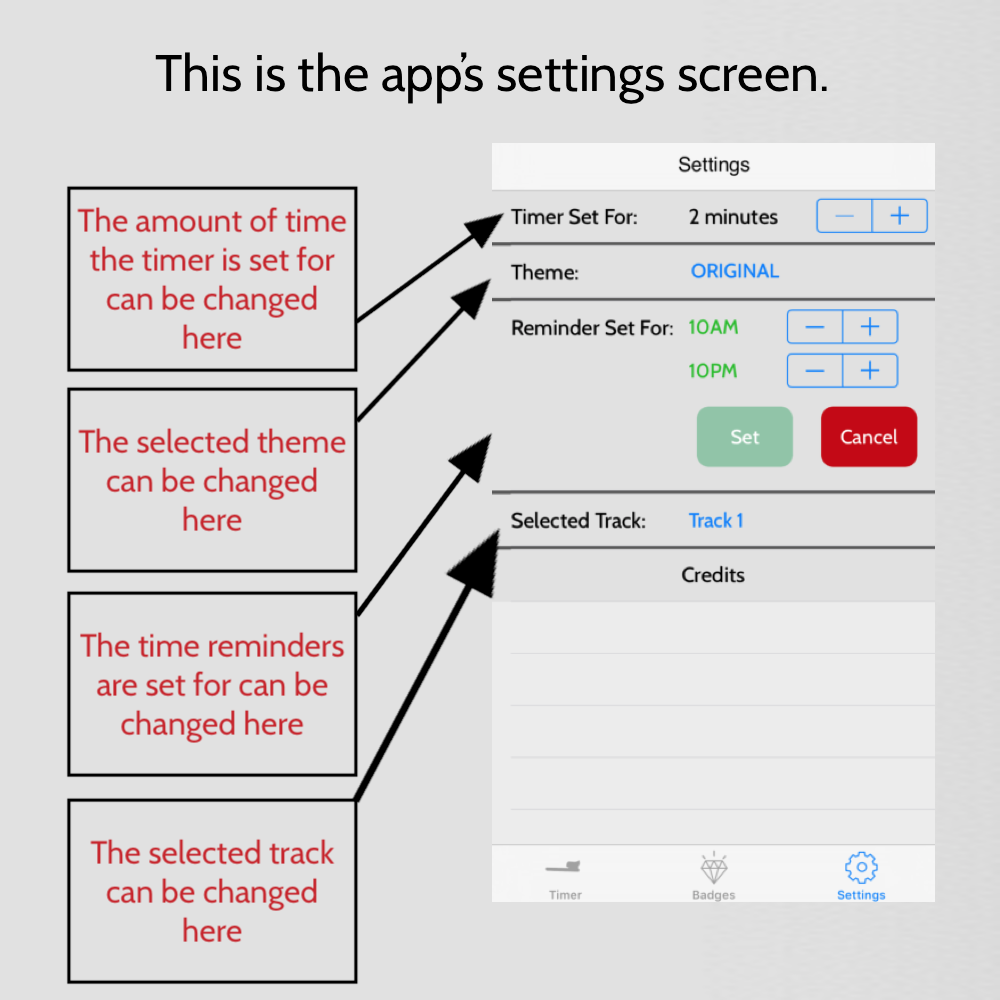 This is the app's settings screen.
The amount of time
the timer is set for
can be changed
here
The selected theme
can be changed
here
The time reminders
are set for can be
changed here
The selected track
can be changed
here
Settings
Timer Set For: 2 minutes − +
Theme: ORIGINAL
Reminder Set For: 10AM − +
10PM − +
Set Cancel
Selected Track: Track 1
Credits
Timer Badges Settings